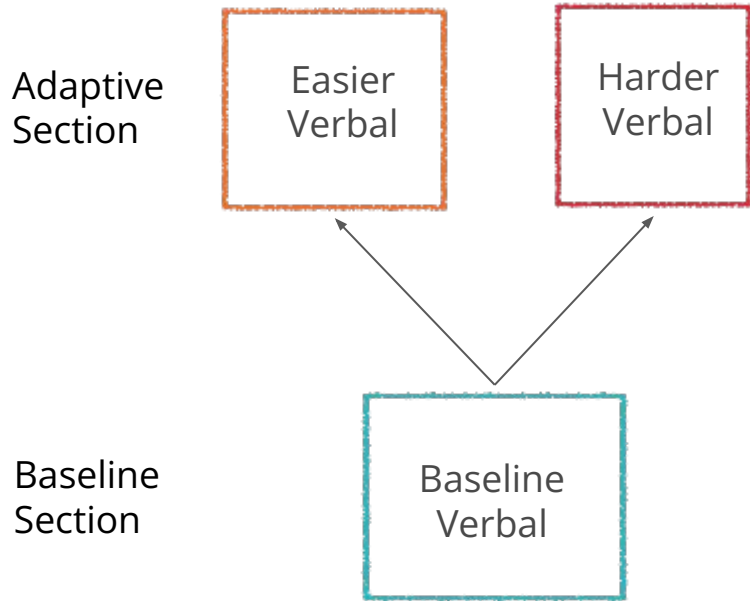 Adaptive
Section
Easier
Verbal
Harder
Verbal
Baseline
Section
Baseline
Verbal